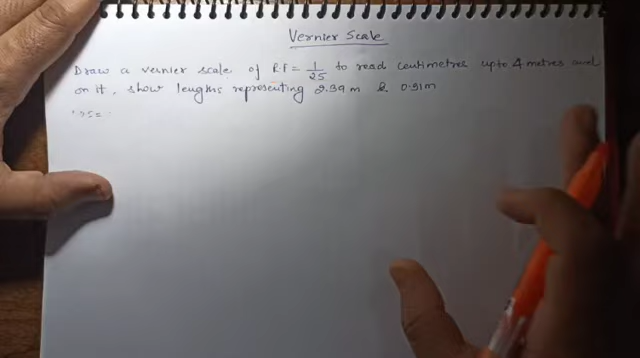 Vernier Scale
Draw a vernier scale of RF = 1/25 to read centimetres upto 4 metres and
on it, show lengths representing 2.39 m & 0.91 m